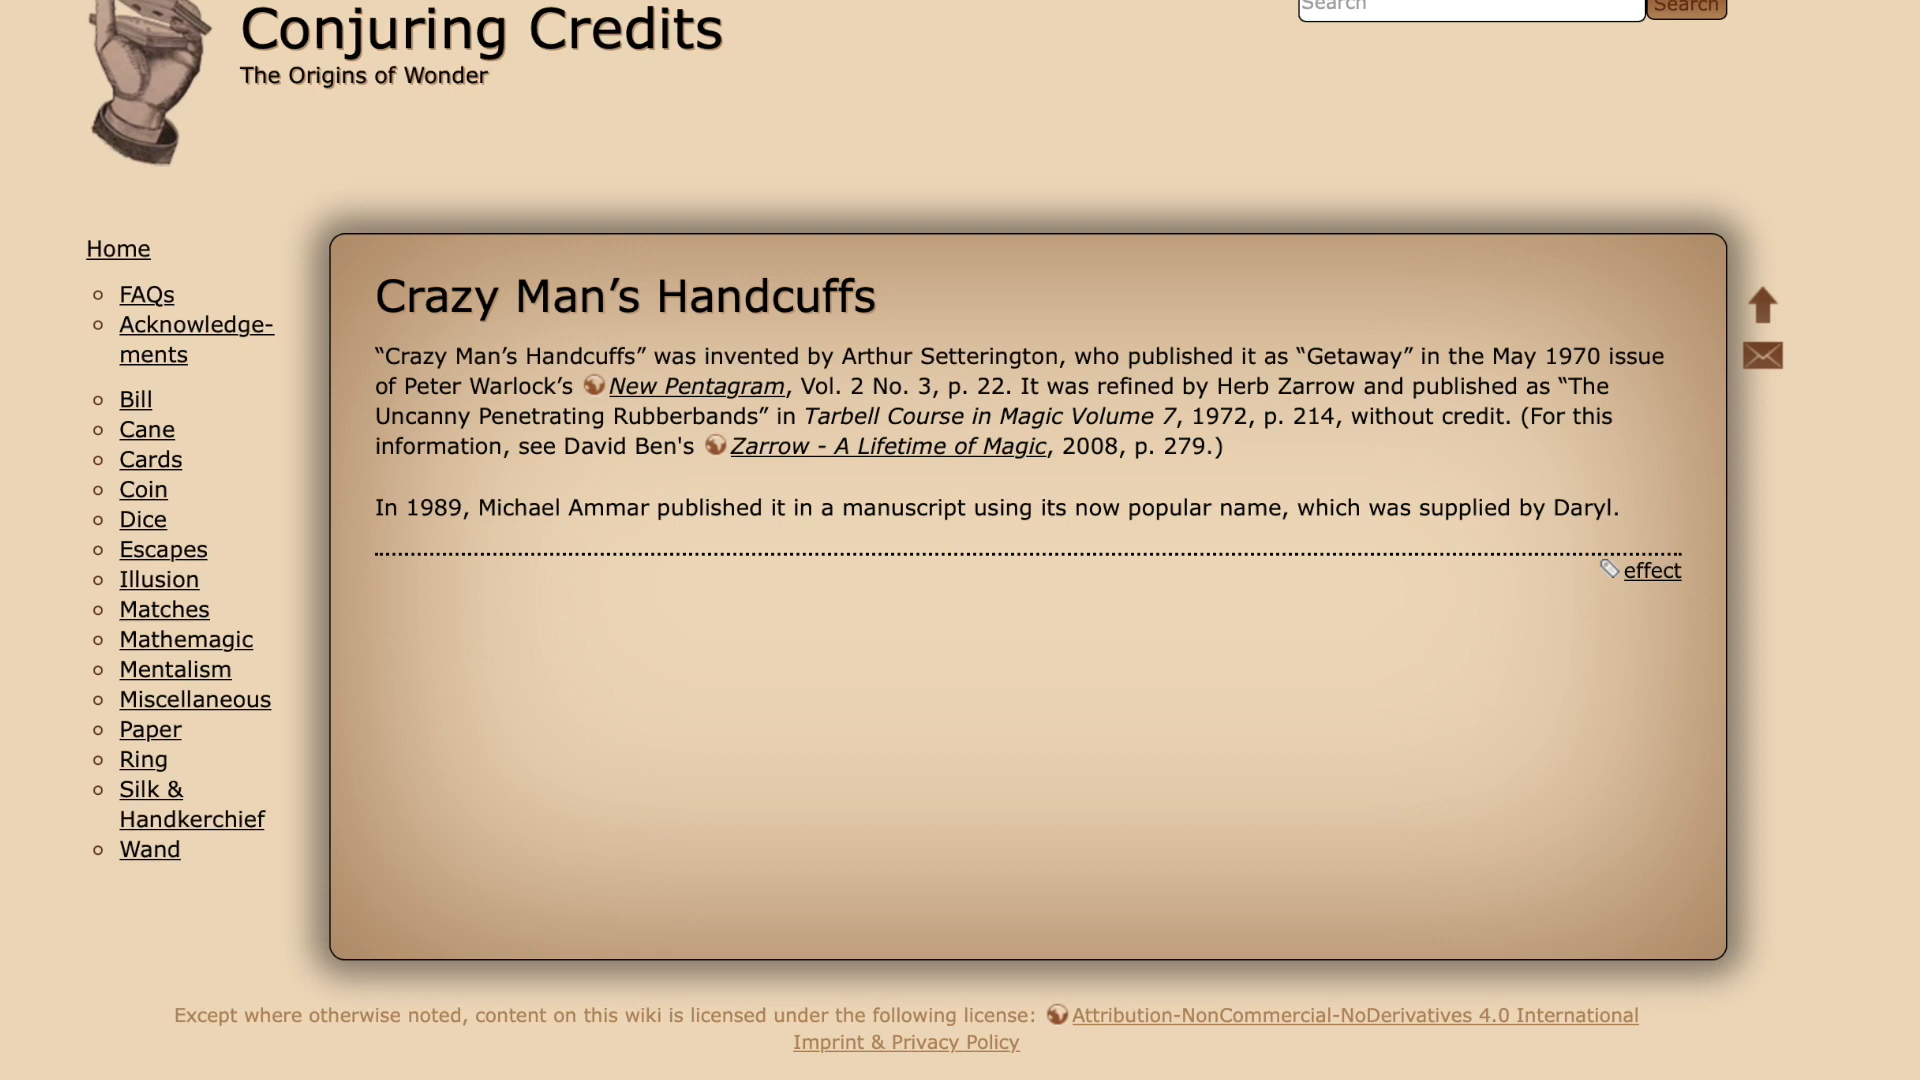 Conjuring Credits
The Origins of Wonder
Search
Search
Home
FAQs
Acknowledge-
ments
Bill
Cane
Cards
Coin
Dice
Escapes
Illusion
Matches
Mathemagic
Mentalism
Miscellaneous
Paper
Ring
Silk &
Handkerchief
Wand
Crazy Man’s Handcuffs
“Crazy Man’s Handcuffs” was invented by Arthur Setterington, who published it as “Getaway” in the May 1970 issue
of Peter Warlock’s New Pentagram, Vol. 2 No. 3, p. 22. It was refined by Herb Zarrow and published as “The
Uncanny Penetrating Rubberbands” in Tarbell Course in Magic Volume 7, 1972, p. 214, without credit. (For this
information, see David Ben's Zarrow - A Lifetime of Magic, 2008, p. 279.)
In 1989, Michael Ammar published it in a manuscript using its now popular name, which was supplied by Daryl.
effect
Except where otherwise noted, content on this wiki is licensed under the following license: Attribution-NonCommercial-NoDerivatives 4.0 International
Imprint & Privacy Policy